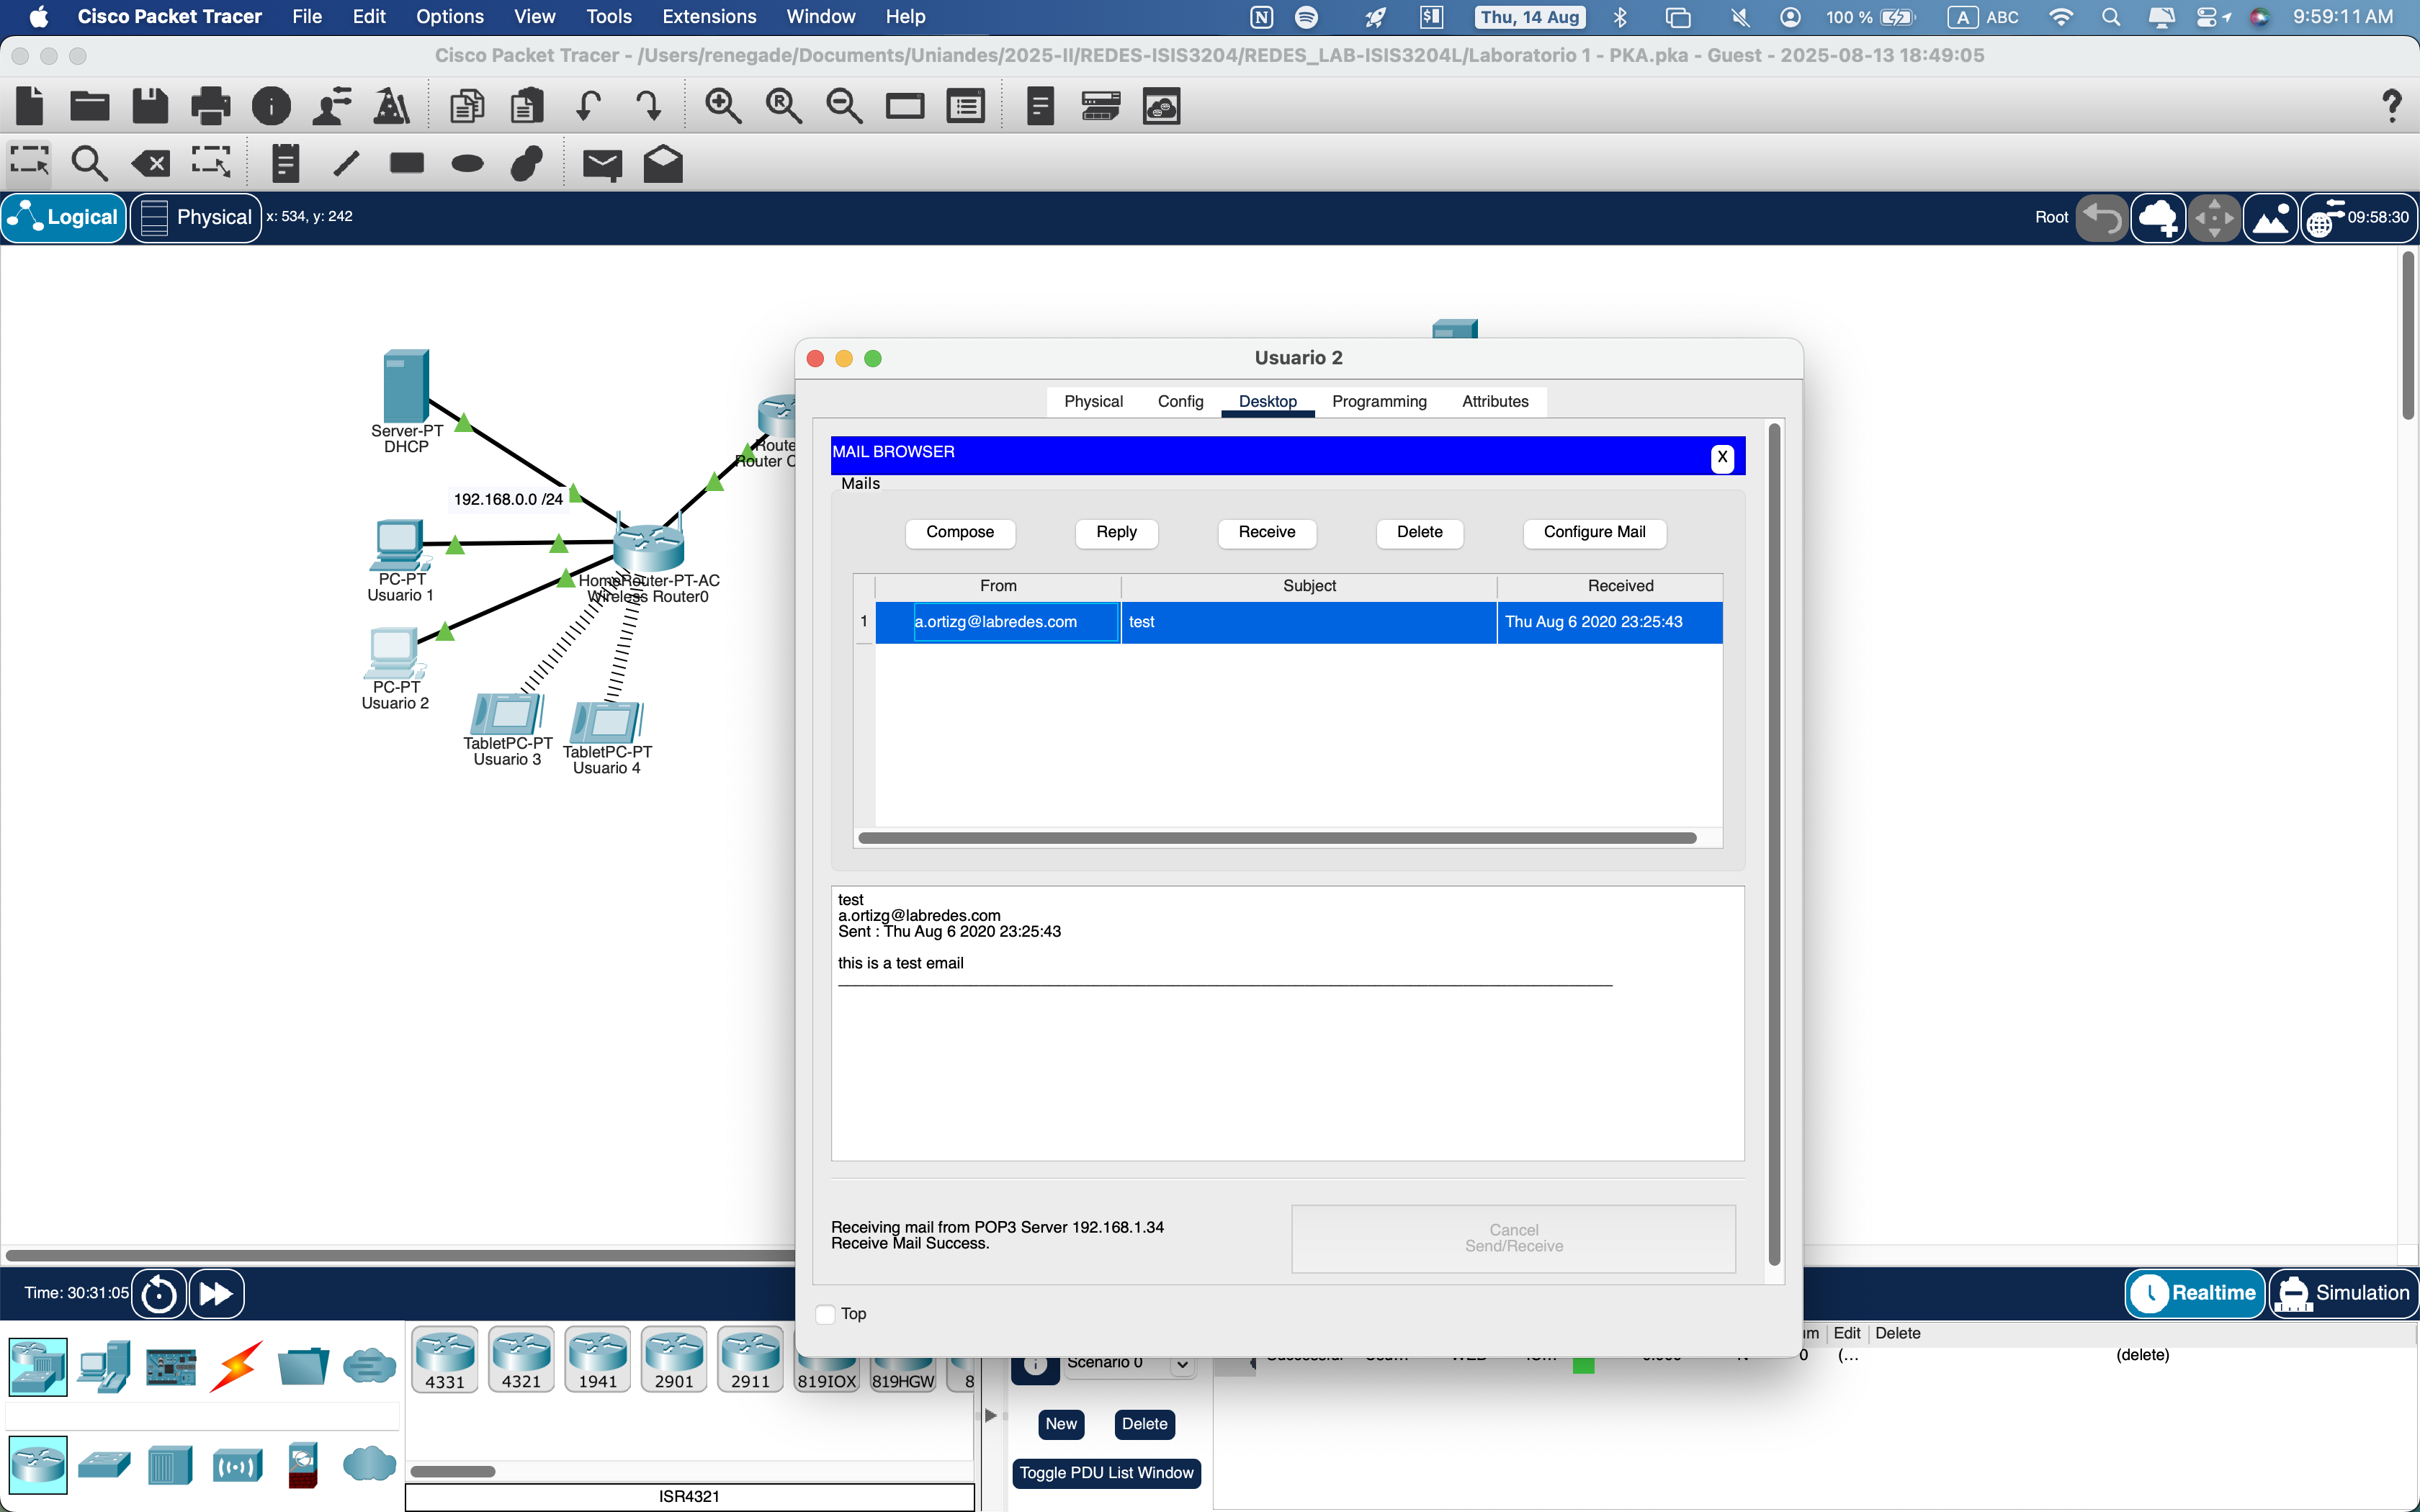 Cisco Packet Tracer File Edit Options View Tools Extensions Window Help Thu, 14 Aug 100 % A ABC 9:59:11 AM
Cisco Packet Tracer - /Users/renegade/Documents/Uniandes/2025-II/REDES-ISIS3204/REDES_LAB-ISIS3204L/Laboratorio 1 - PKA.pka - Guest - 2025-08-13 18:49:05
Logical Physical x: 534, y: 242 Root 09:58:30
Server-PT
DHCP
192.168.0.0 /24
PC-PT
Usuario 1
PC-PT
Usuario 2
HomeRouter-PT-AC
Wireless Router0
TabletPC-PT
Usuario 3
TabletPC-PT
Usuario 4
Route
Router C
Usuario 2
Physical Config Desktop Programming Attributes
MAIL BROWSER X
Mails
Compose Reply Receive Delete Configure Mail
From Subject Received
1 a.ortizg@labredes.com test Thu Aug 6 2020 23:25:43
test
a.ortizg@labredes.com
Sent : Thu Aug 6 2020 23:25:43
this is a test email
Receiving mail from POP3 Server 192.168.1.34
Receive Mail Success.
Cancel
Send/Receive
Top
Time: 30:31:05 Realtime Simulation
4331 4321 1941 2901 2911 819IOX 819HGW 8
ISR4321
Scenario 0
New Delete
Toggle PDU List Window
Edit Delete
0 (... (delete)